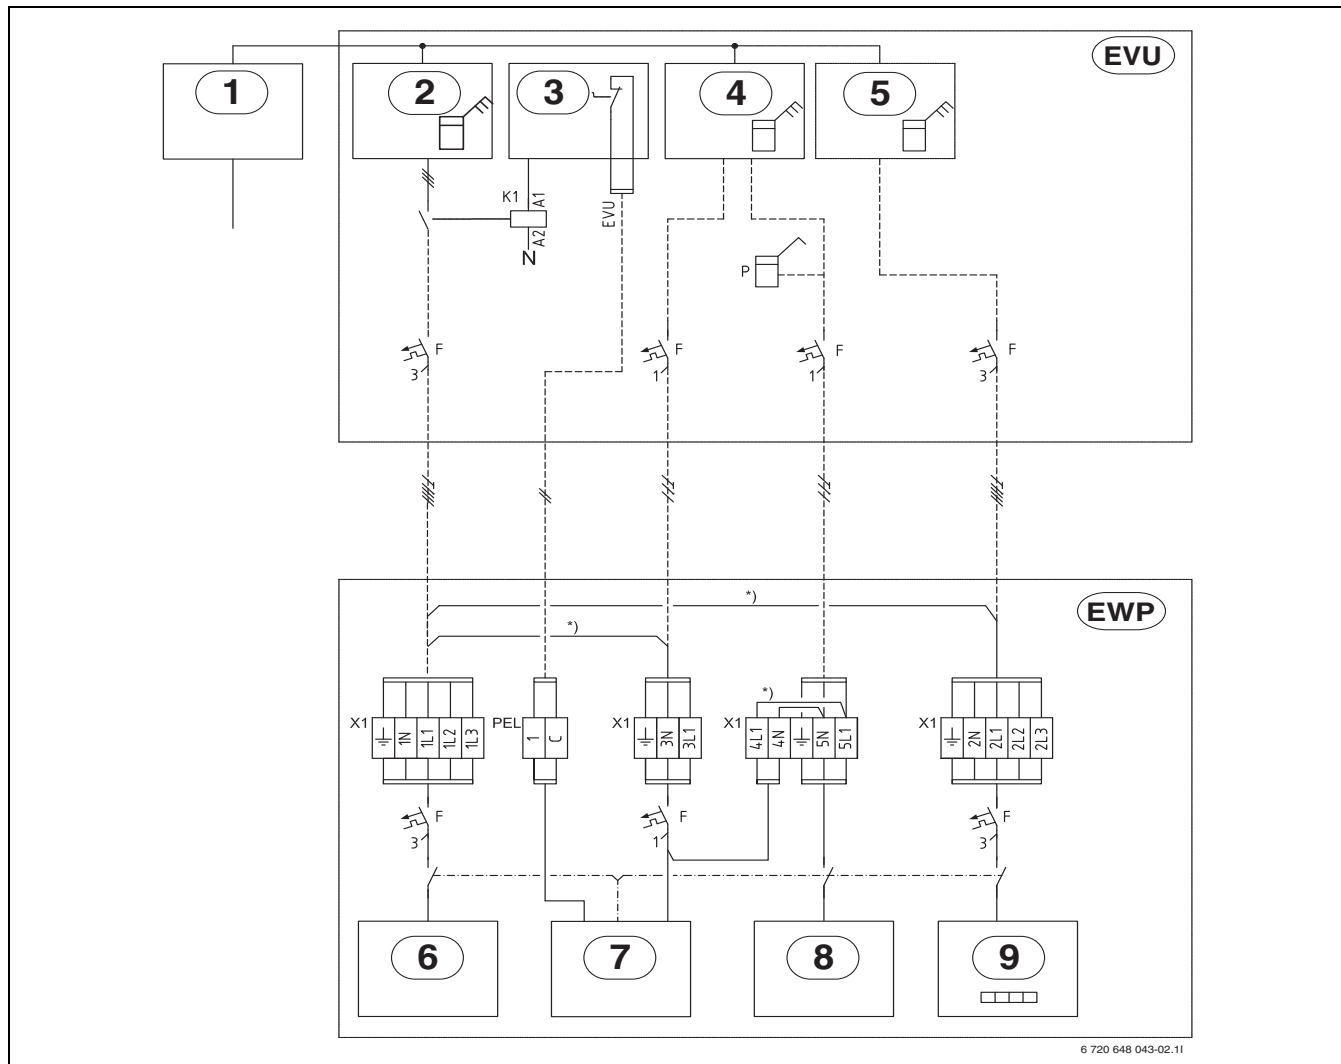 EVU
1
2
3
4
5
K1
A1
A2
N
EVU
P
F
3
F
1
F
1
F
3
EWP
*)
*)
*)
X1
1N
1L1
1L2
1L3
PEL
1
C
X1
3N
3L1
X1
4L1
4N
5N
5L1
X1
2N
2L1
2L2
2L3
F
3
F
1
F
3
6
7
8
9
6 720 648 043-02.1I